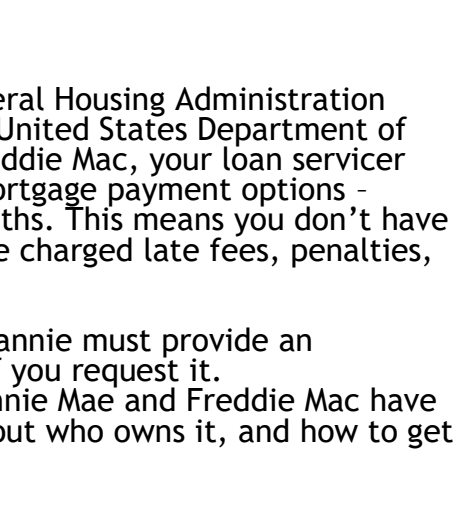 eral Housing Administration
United States Department of
ddie Mac, your loan servicer
ortgage payment options –
ths. This means you don’t have
e charged late fees, penalties,
annie must provide an
you request it.
nnie Mae and Freddie Mac have
out who owns it, and how to get